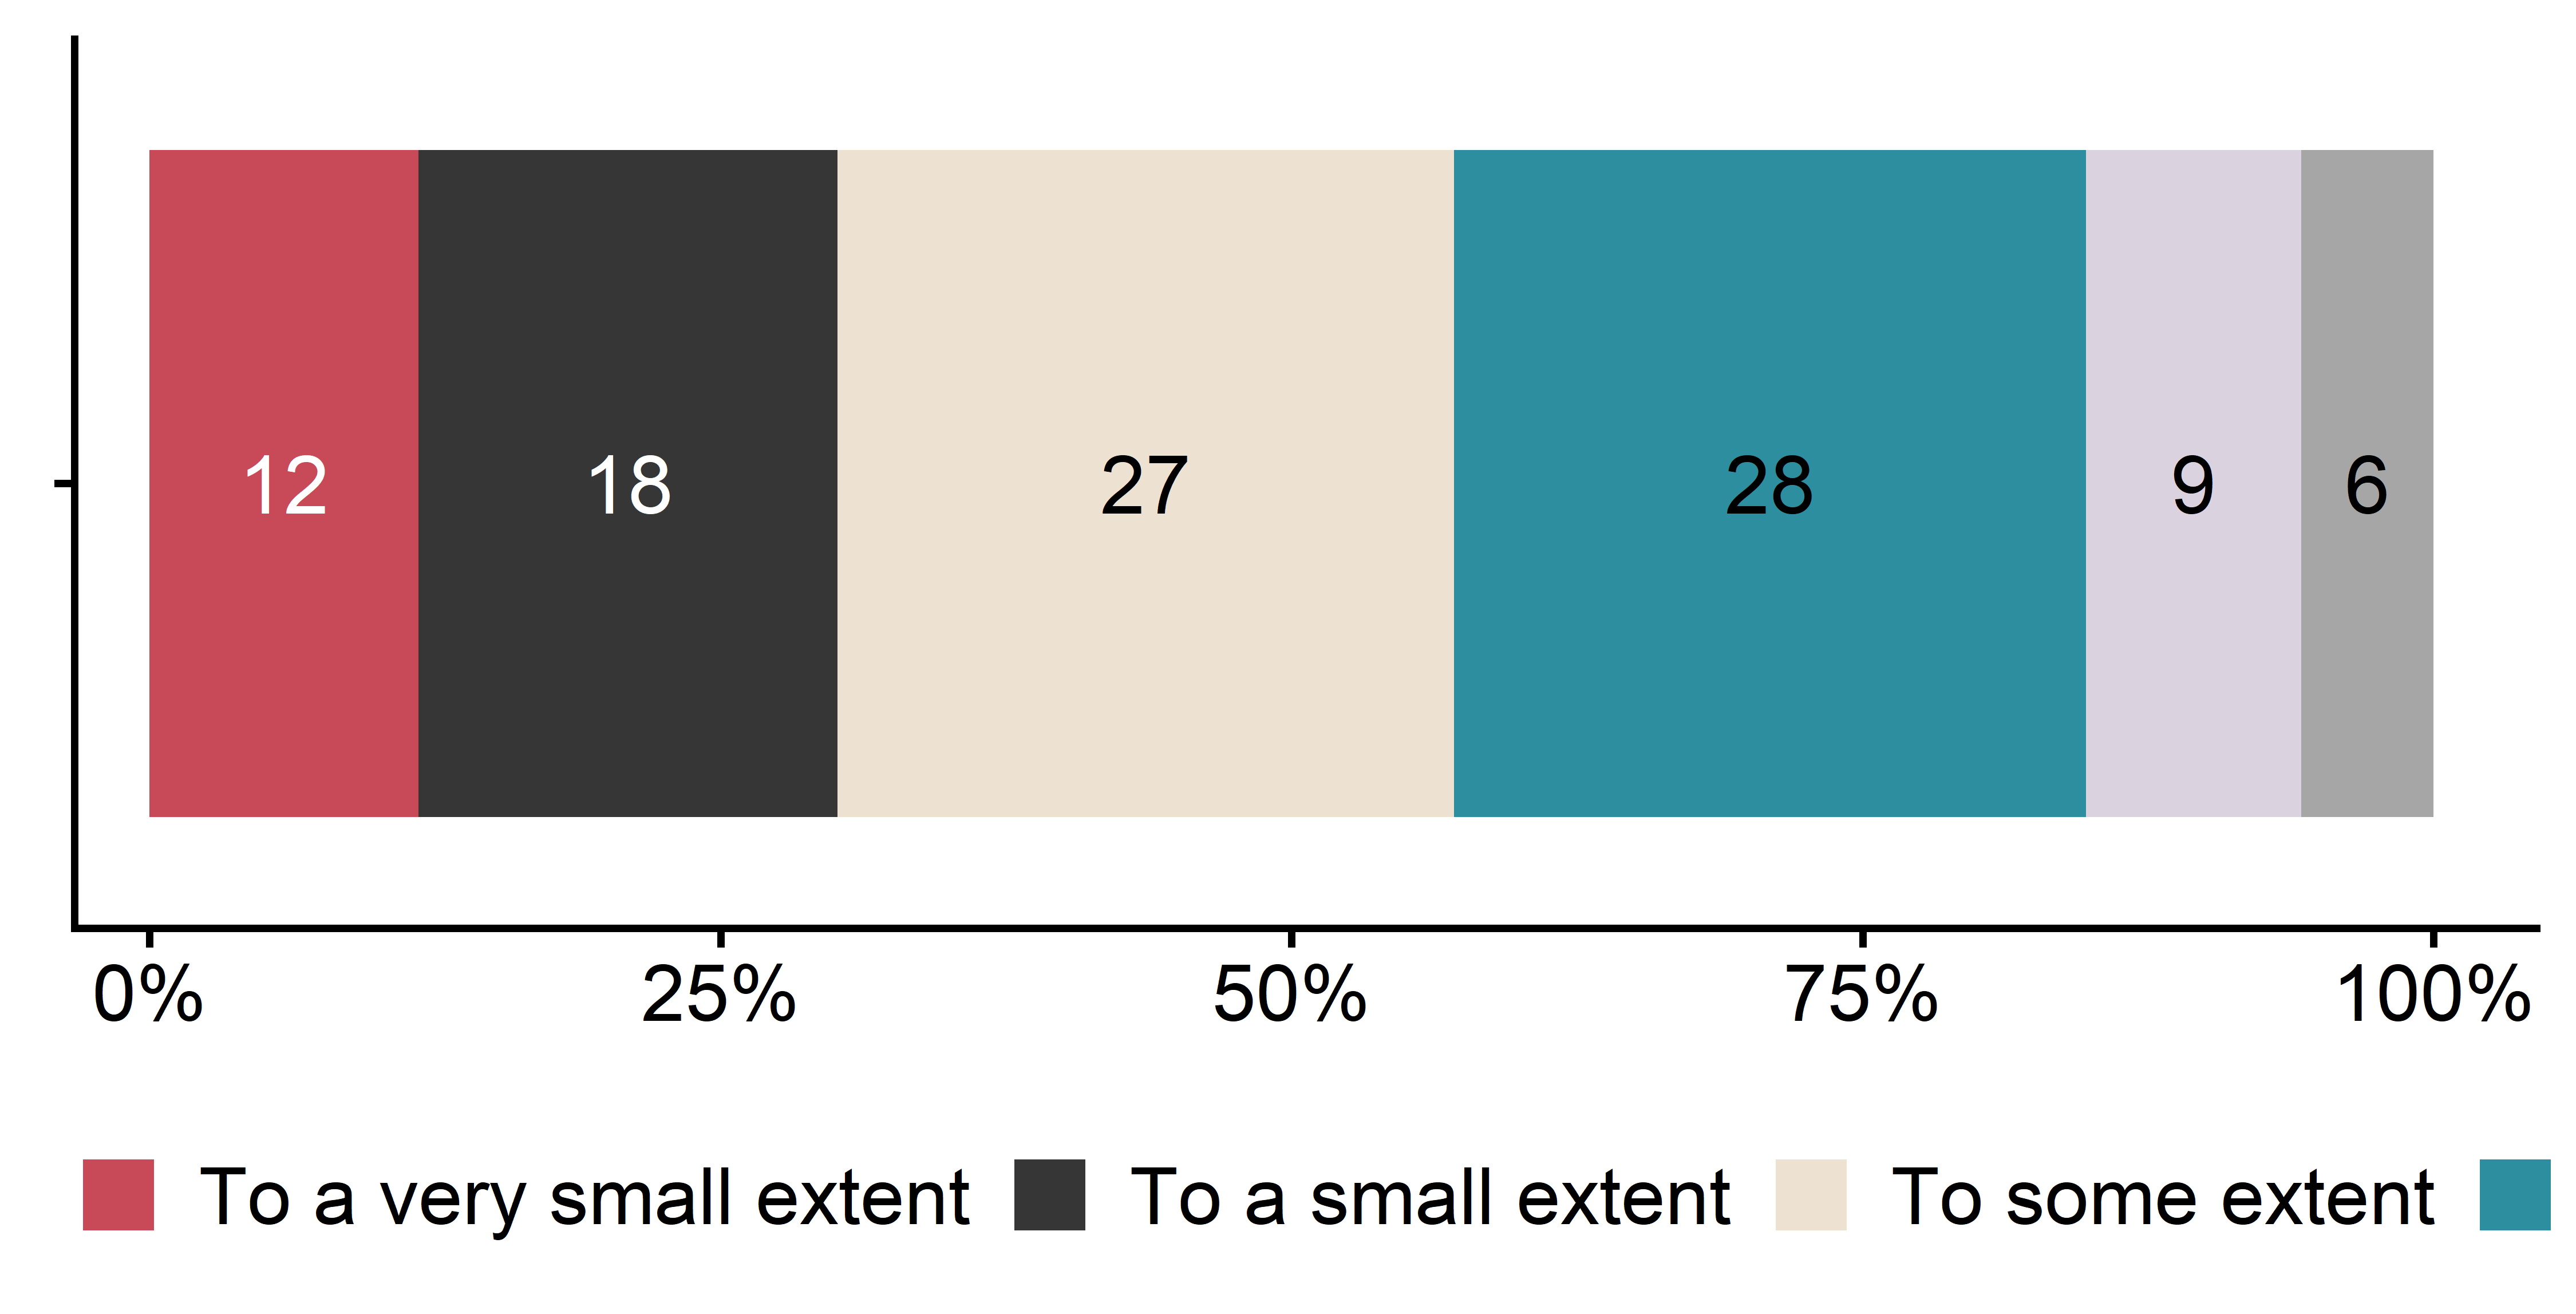 12 18 27 28 9 6
0% 25% 50% 75% 100%
To a very small extent To a small extent To some extent